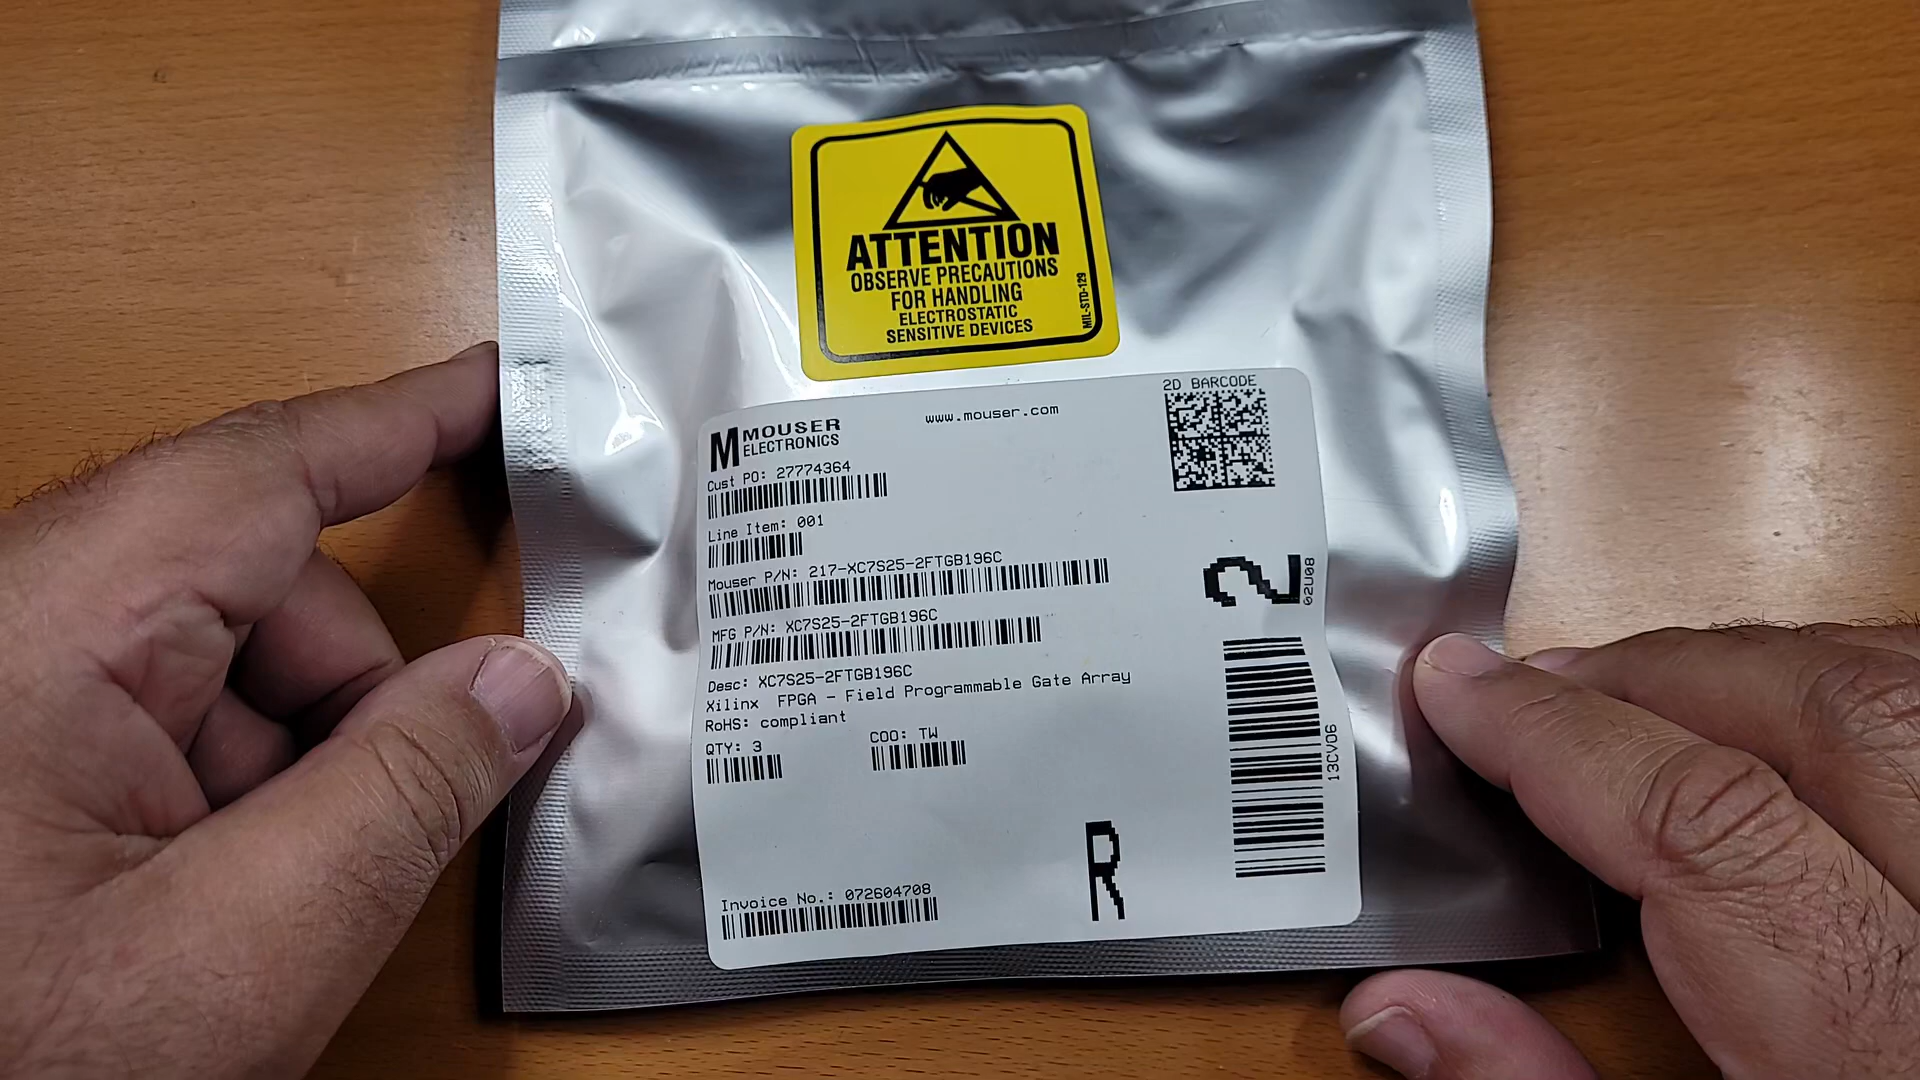 ATTENTION
OBSERVE PRECAUTIONS
FOR HANDLING
ELECTROSTATIC
SENSITIVE DEVICES
MIL-STD-129
M MOUSER
ELECTRONICS
www.mouser.com
2D BARCODE
Cust PO: 27774364
Line Item: 001
Mouser P/N: 217-XC7S25-2FTGB196C
MFG P/N: XC7S25-2FTGB196C
Desc: XC7S25-2FTGB196C
Xilinx FPGA - Field Programmable Gate Array
RoHS: compliant
QTY: 3
COO: TW
2
02U08
13CV06
R
Invoice No.: 072604708